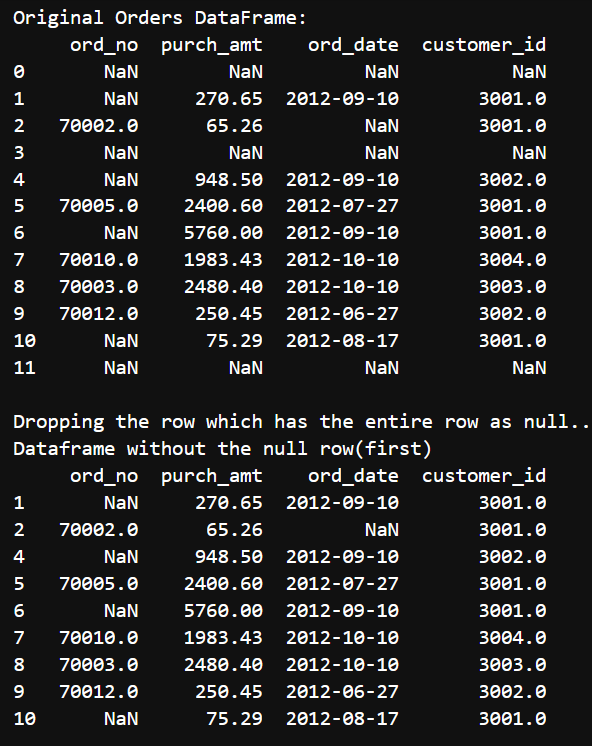 Original Orders DataFrame:
ord_no purch_amt ord_date customer_id
0 NaN NaN NaN NaN
1 NaN 270.65 2012-09-10 3001.0
2 70002.0 65.26 NaN 3001.0
3 NaN NaN NaN NaN
4 NaN 948.50 2012-09-10 3002.0
5 70005.0 2400.60 2012-07-27 3001.0
6 NaN 5760.00 2012-09-10 3001.0
7 70010.0 1983.43 2012-10-10 3004.0
8 70003.0 2480.40 2012-10-10 3003.0
9 70012.0 250.45 2012-06-27 3002.0
10 NaN 75.29 2012-08-17 3001.0
11 NaN NaN NaN NaN
Dropping the row which has the entire row as null..
Dataframe without the null row(first)
ord_no purch_amt ord_date customer_id
1 NaN 270.65 2012-09-10 3001.0
2 70002.0 65.26 NaN 3001.0
4 NaN 948.50 2012-09-10 3002.0
5 70005.0 2400.60 2012-07-27 3001.0
6 NaN 5760.00 2012-09-10 3001.0
7 70010.0 1983.43 2012-10-10 3004.0
8 70003.0 2480.40 2012-10-10 3003.0
9 70012.0 250.45 2012-06-27 3002.0
10 NaN 75.29 2012-08-17 3001.0